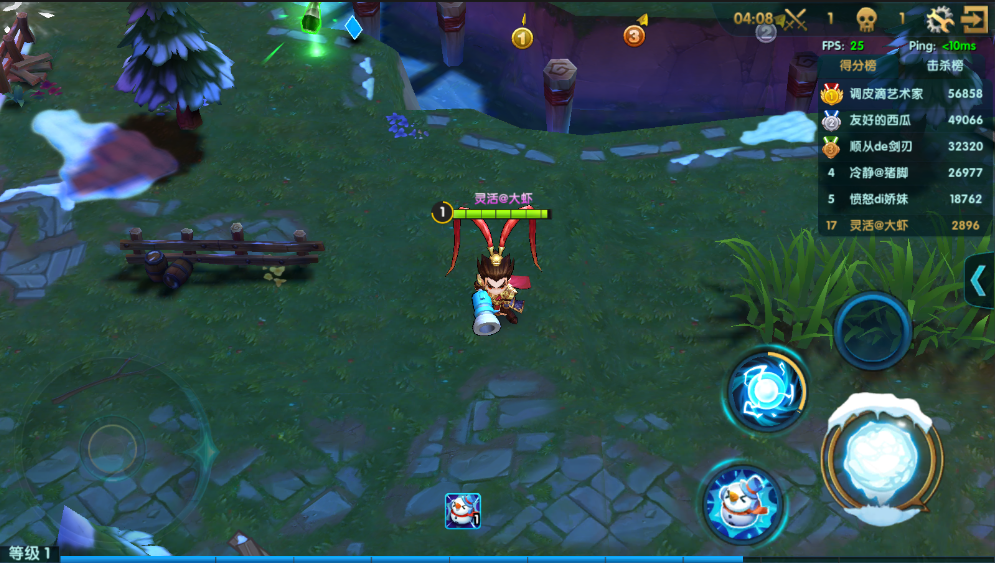 04:08
1
1
2
1
3
FPS: 25
Ping: <10ms
得分榜
击杀榜
1 调皮滴艺术家 56858
2 友好的西瓜 49066
3 顺从de剑刃 32320
4 冷静@猪脚 26977
5 愤怒di娇妹 18762
17 灵活@大虾 2896
灵活@大虾
1
1
等级 1